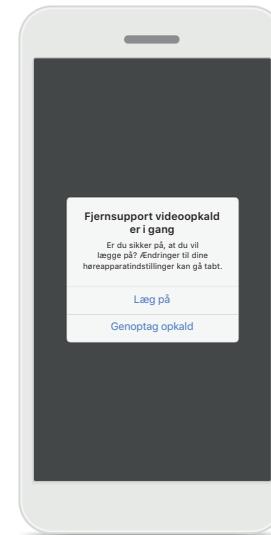 Fjernsupport videoopkald
er i gang
Er du sikker på, at du vil
lægge på? Ændringer til dine
høreapparatindstillinger kan gå tabt.
Læg på
Genoptag opkald